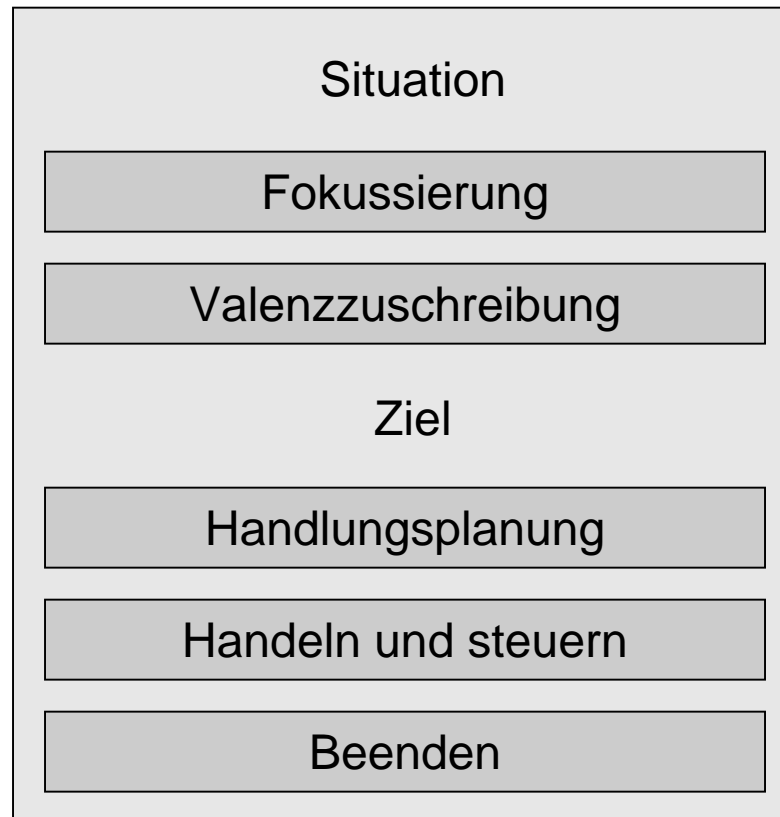 Situation
Fokussierung
Valenzzuschreibung
Ziel
Handlungsplanung
Handeln und steuern
Beenden